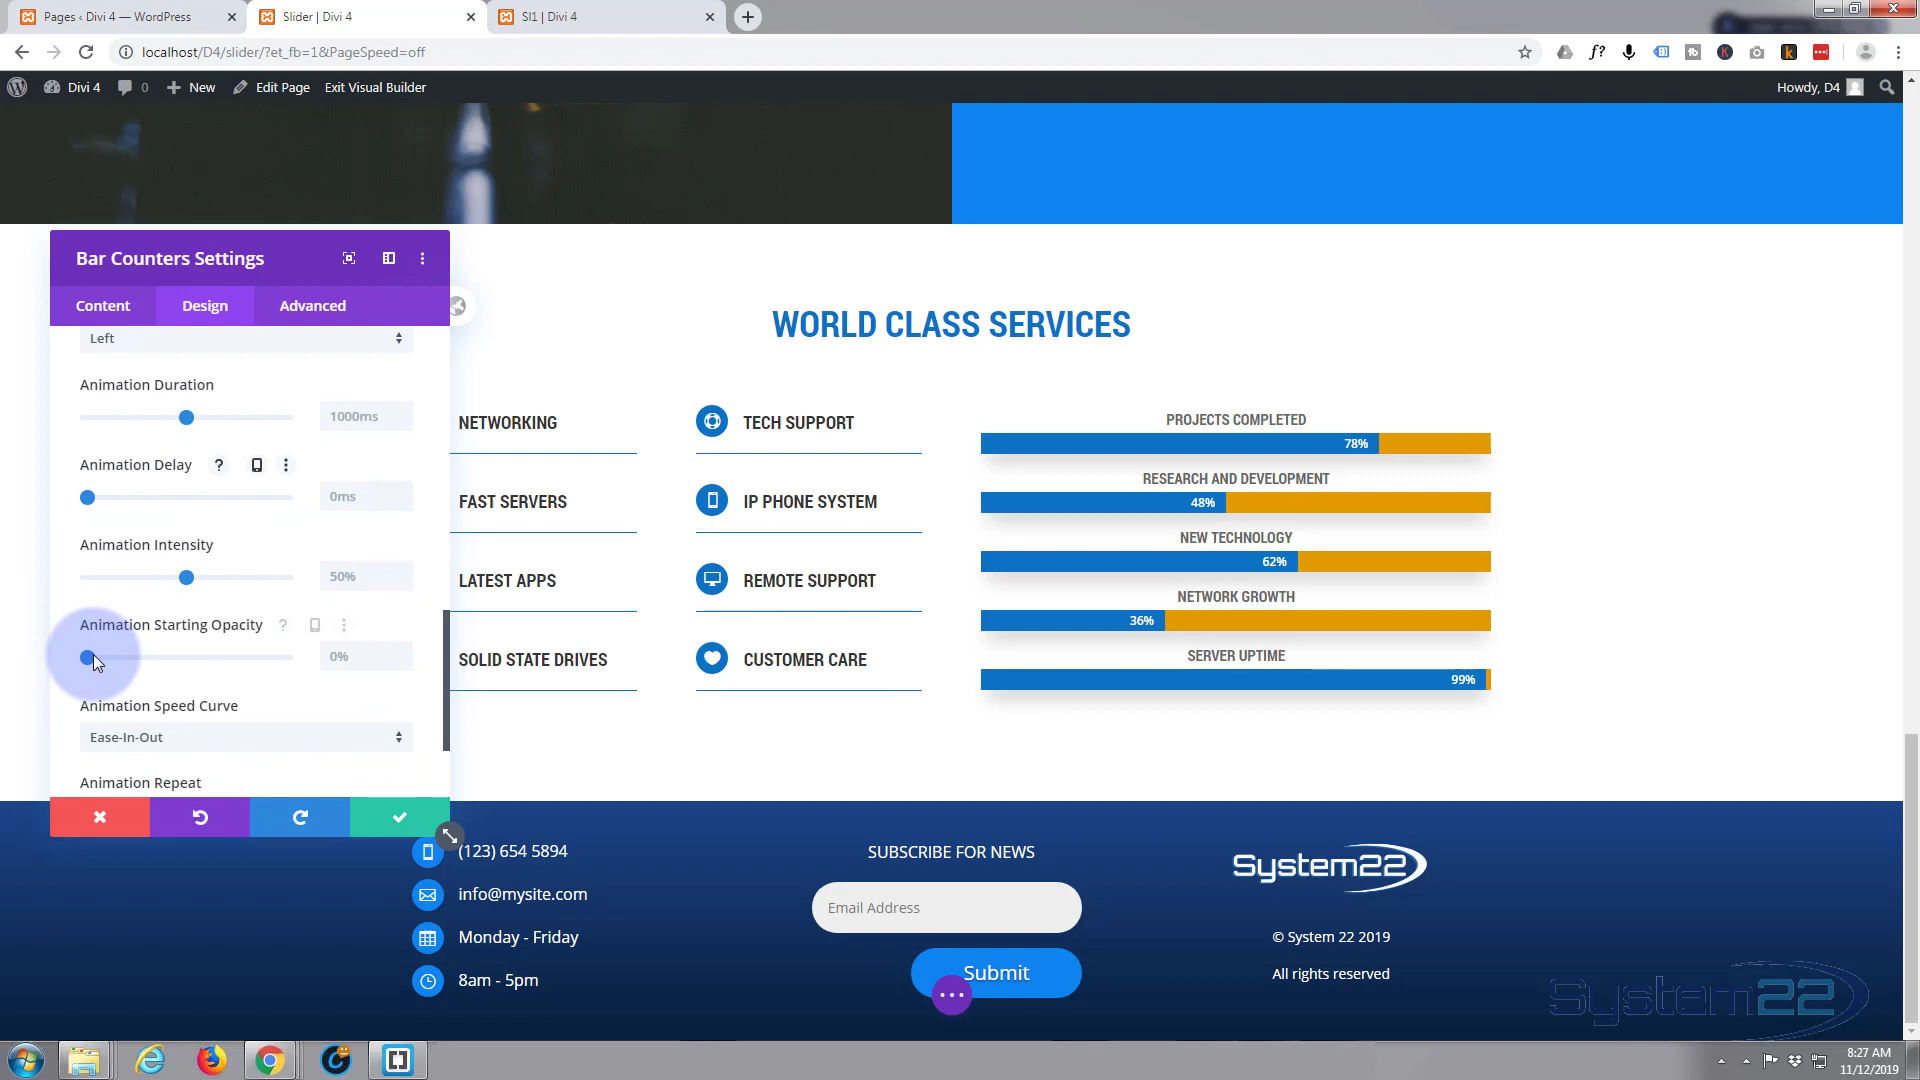 Pages ‹ Divi 4 — WordPress
Slider | Divi 4
Sl1 | Divi 4
localhost/D4/slider/?et_fb=1&PageSpeed=off
Divi 4
0
New
Edit Page
Exit Visual Builder
Howdy, D4
Bar Counters Settings
Content
Design
Advanced
Left
Animation Duration
1000ms
Animation Delay
0ms
Animation Intensity
50%
Animation Starting Opacity
0%
Animation Speed Curve
Ease-In-Out
Animation Repeat
WORLD CLASS SERVICES
NETWORKING
FAST SERVERS
LATEST APPS
SOLID STATE DRIVES
TECH SUPPORT
IP PHONE SYSTEM
REMOTE SUPPORT
CUSTOMER CARE
PROJECTS COMPLETED
78%
RESEARCH AND DEVELOPMENT
48%
NEW TECHNOLOGY
62%
NETWORK GROWTH
36%
SERVER UPTIME
99%
(123) 654 5894
info@mysite.com
Monday - Friday
8am - 5pm
SUBSCRIBE FOR NEWS
Email Address
Submit
System22
© System 22 2019
All rights reserved
System22
8:27 AM
11/12/2019